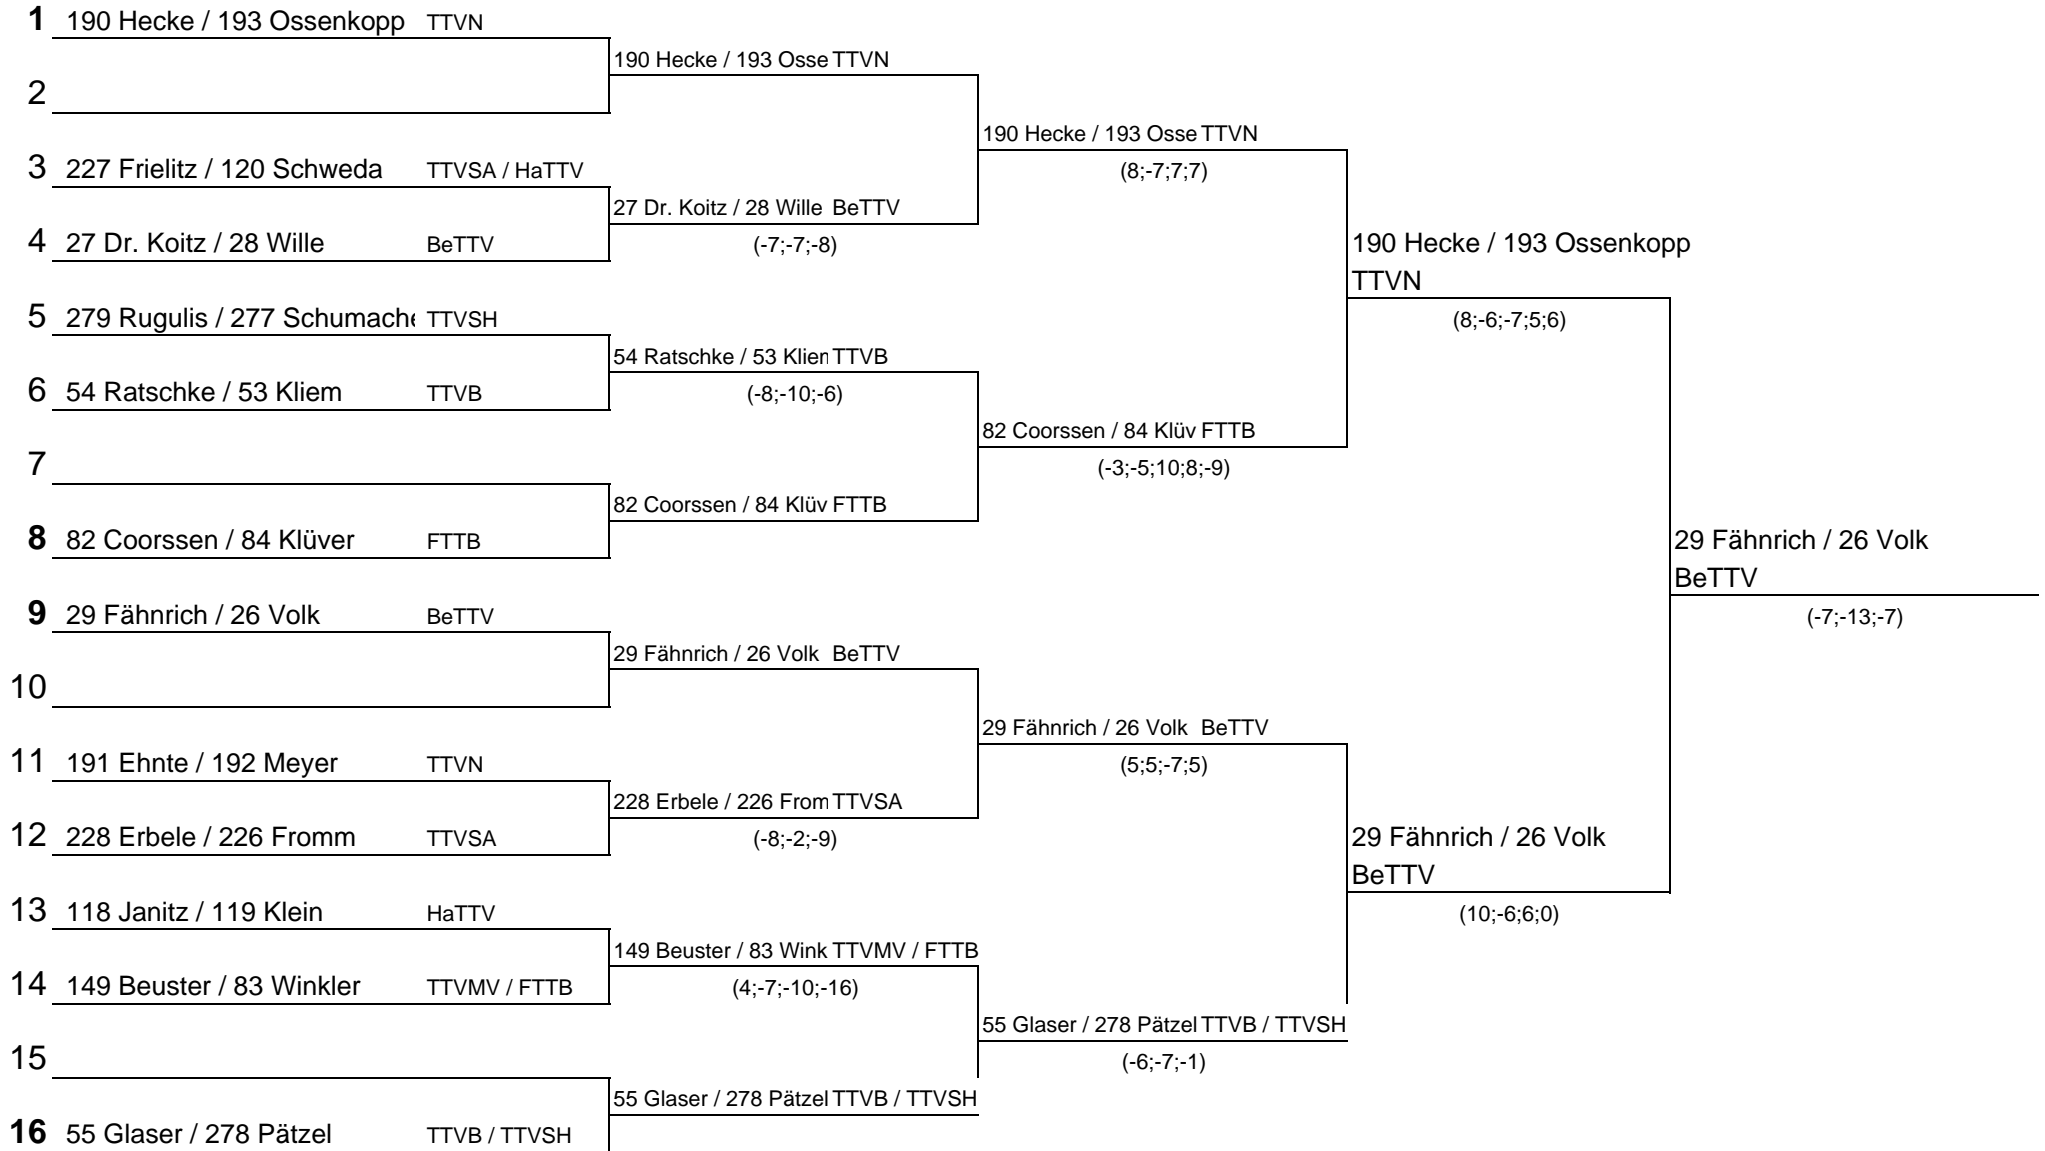 1 190 Hecke / 193 Ossenkopp TTVN
190 Hecke / 193 Osse TTVN
2
190 Hecke / 193 Osse TTVN
3 227 Frielitz / 120 Schweda TTVSA / HaTTV
(8;-7;7;7)
27 Dr. Koitz / 28 Wille BeTTV
4 27 Dr. Koitz / 28 Wille BeTTV
(-7;-7;-8)
190 Hecke / 193 Ossenkopp
TTVN
5 279 Rugulis / 277 Schumache TTVSH
(8;-6;-7;5;6)
54 Ratschke / 53 Klien TTVB
6 54 Ratschke / 53 Kliem TTVB
(-8;-10;-6)
82 Coorssen / 84 Klüv FTTB
7
(-3;-5;10;8;-9)
82 Coorssen / 84 Klüv FTTB
8 82 Coorssen / 84 Klüver FTTB
29 Fähnrich / 26 Volk
BeTTV
9 29 Fähnrich / 26 Volk BeTTV
(-7;-13;-7)
29 Fähnrich / 26 Volk BeTTV
10
29 Fähnrich / 26 Volk BeTTV
11 191 Ehnte / 192 Meyer TTVN
(5;5;-7;5)
228 Erbele / 226 From TTVSA
12 228 Erbele / 226 Fromm TTVSA
(-8;-2;-9)
29 Fähnrich / 26 Volk
BeTTV
13 118 Janitz / 119 Klein HaTTV
(10;-6;6;0)
149 Beuster / 83 Wink TTVMV / FTTB
14 149 Beuster / 83 Winkler TTVMV / FTTB
(4;-7;-10;-16)
55 Glaser / 278 Pätzel TTVB / TTVSH
15
(-6;-7;-1)
55 Glaser / 278 Pätzel TTVB / TTVSH
16 55 Glaser / 278 Pätzel TTVB / TTVSH